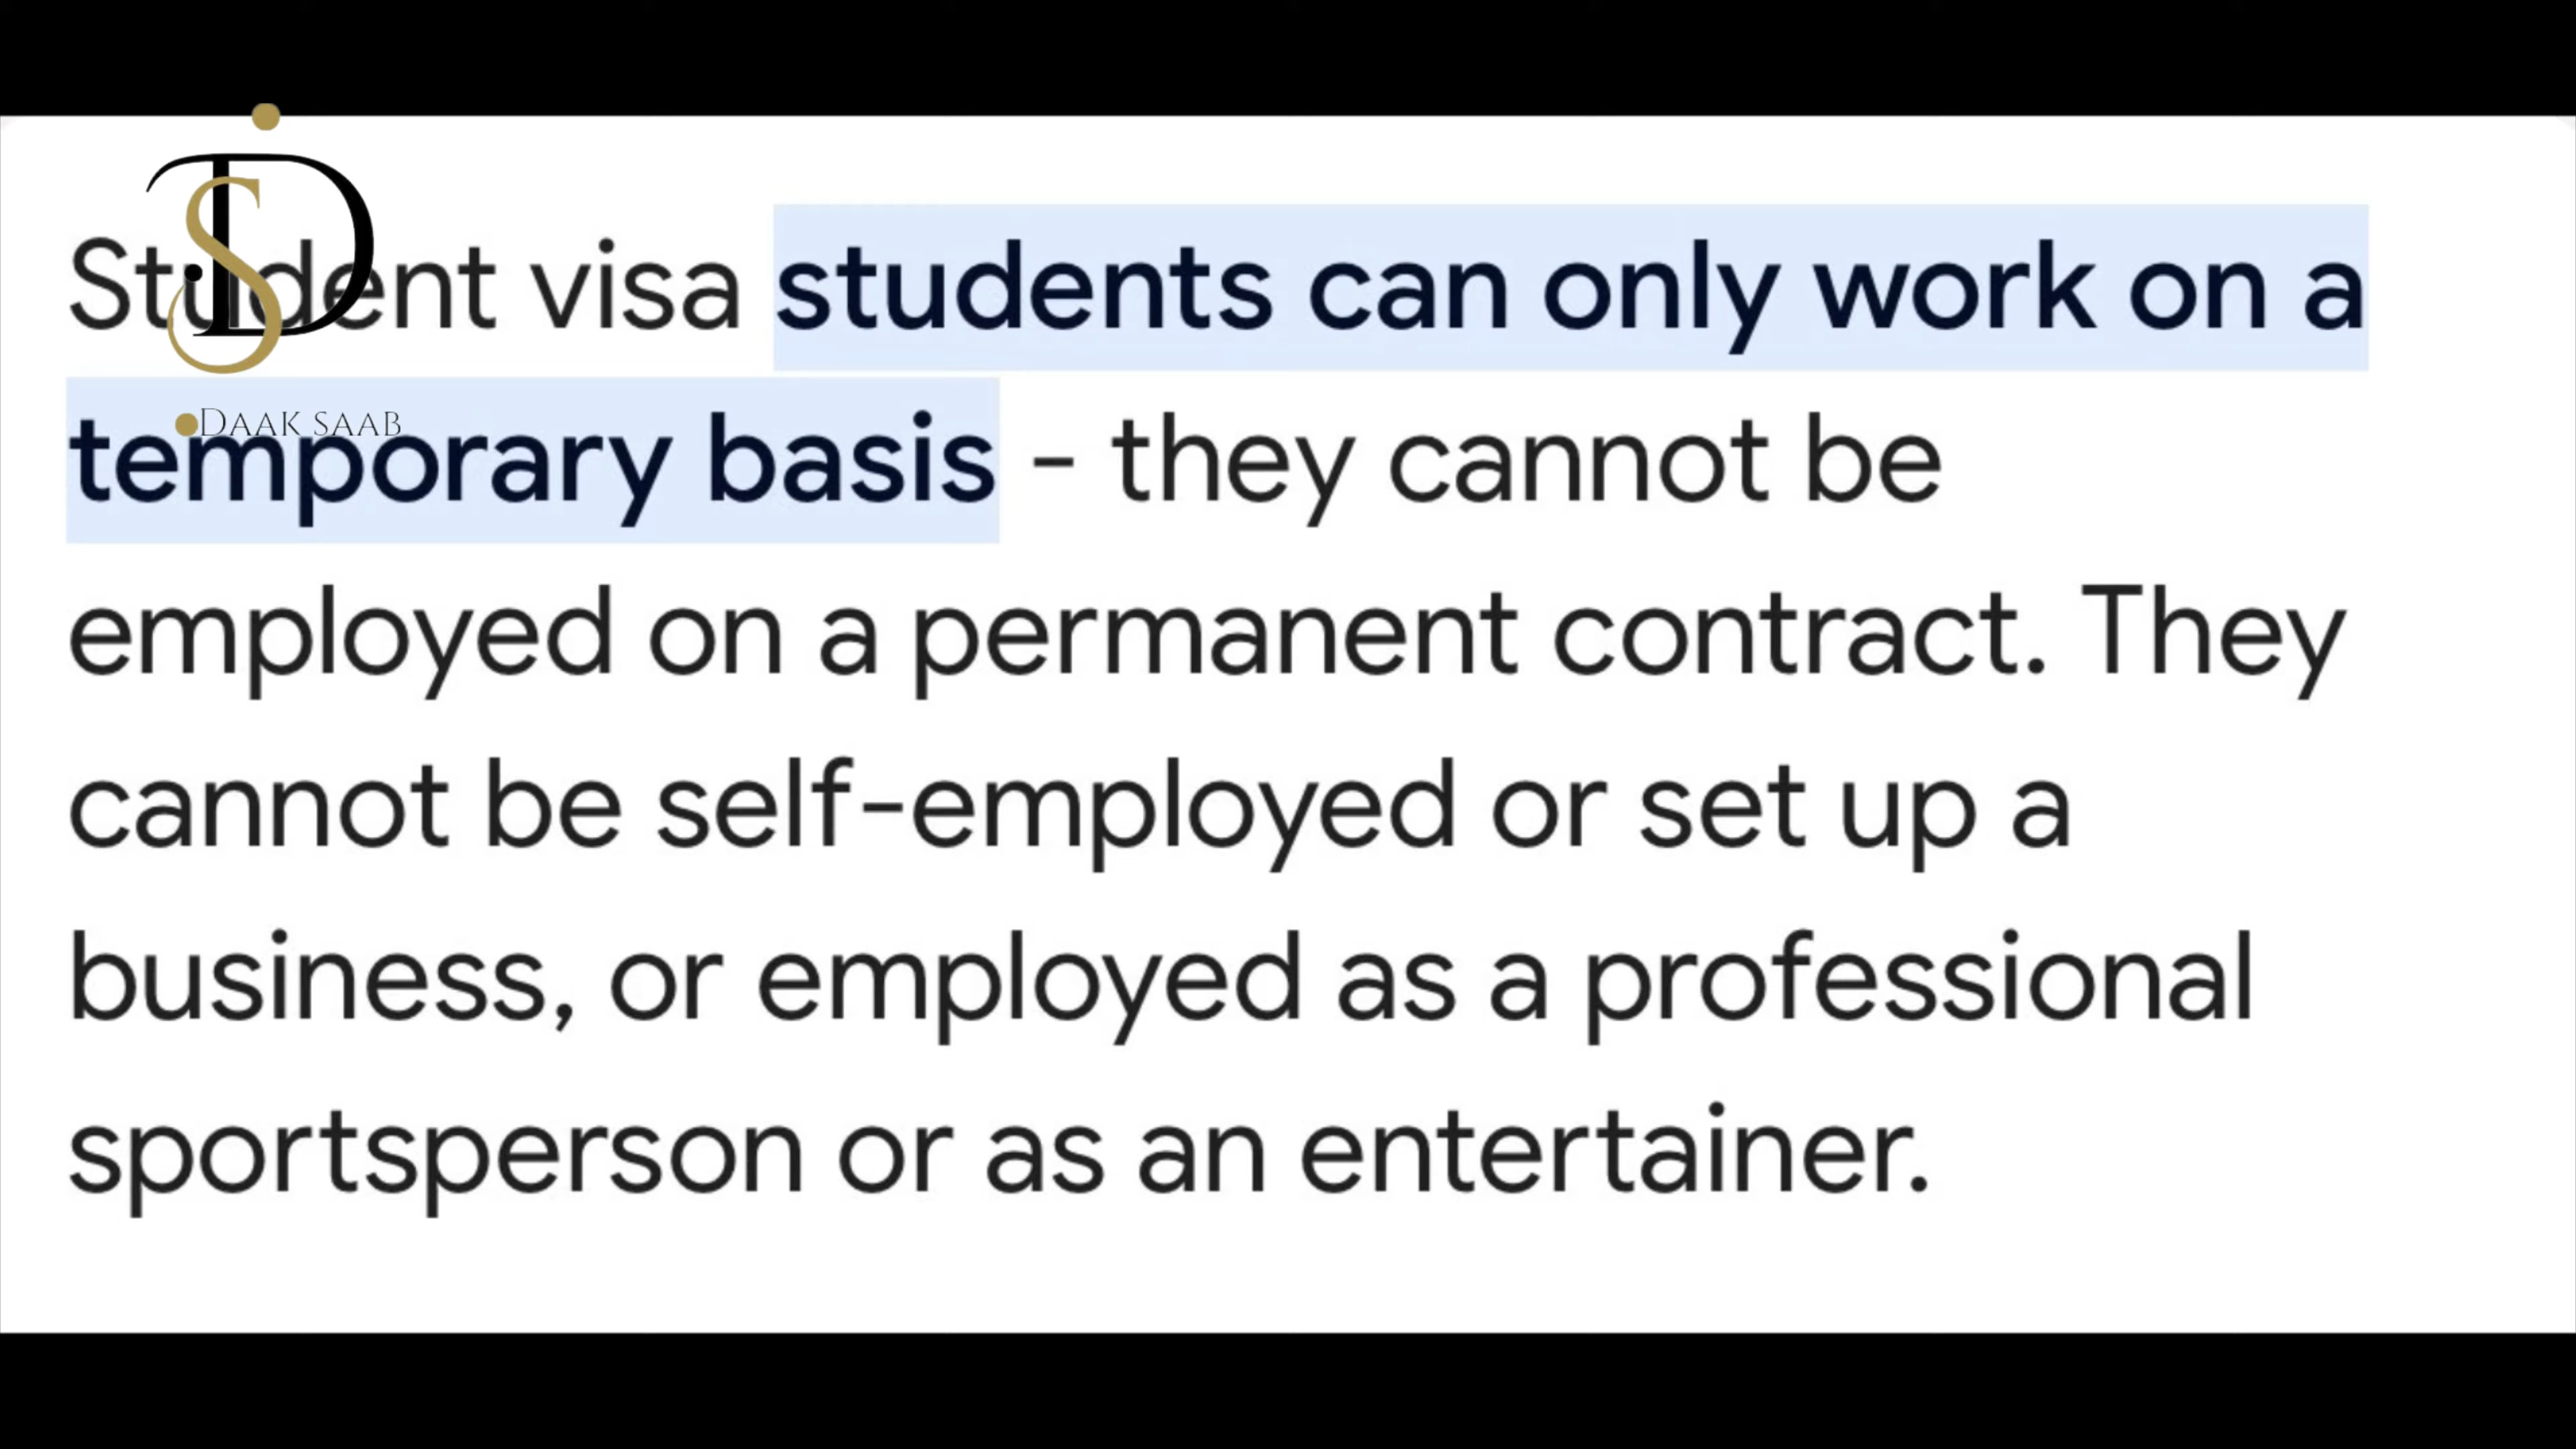 Student visa students can only work on a
DAAK SAAB
temporary basis - they cannot be
employed on a permanent contract. They
cannot be self-employed or set up a
business, or employed as a professional
sportsperson or as an entertainer.